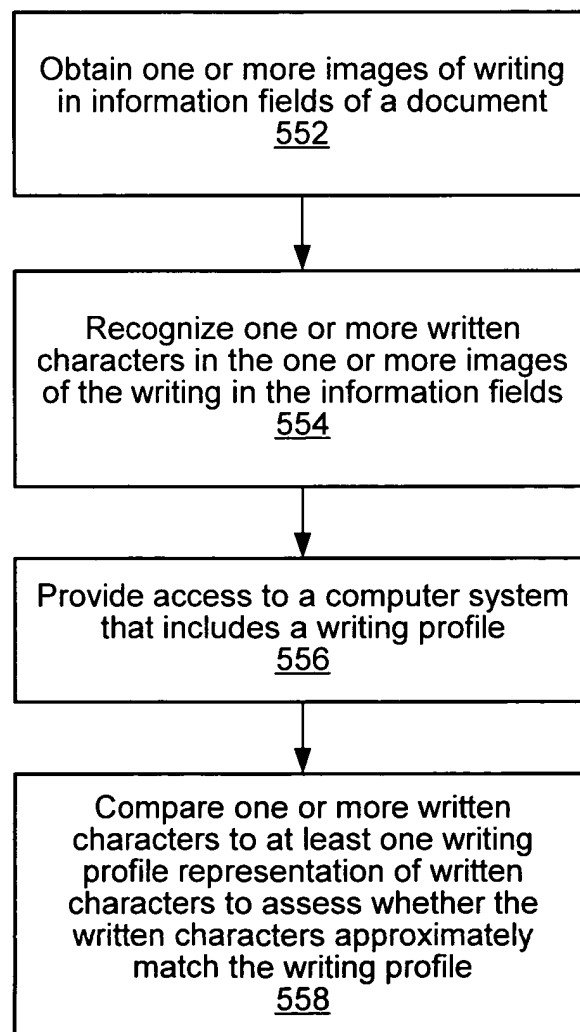 Obtain one or more images of writing
in information fields of a document
552
Recognize one or more written
characters in the one or more images
of the writing in the information fields
554
Provide access to a computer system
that includes a writing profile
556
Compare one or more written
characters to at least one writing
profile representation of written
characters to assess whether the
written characters approximately
match the writing profile
558